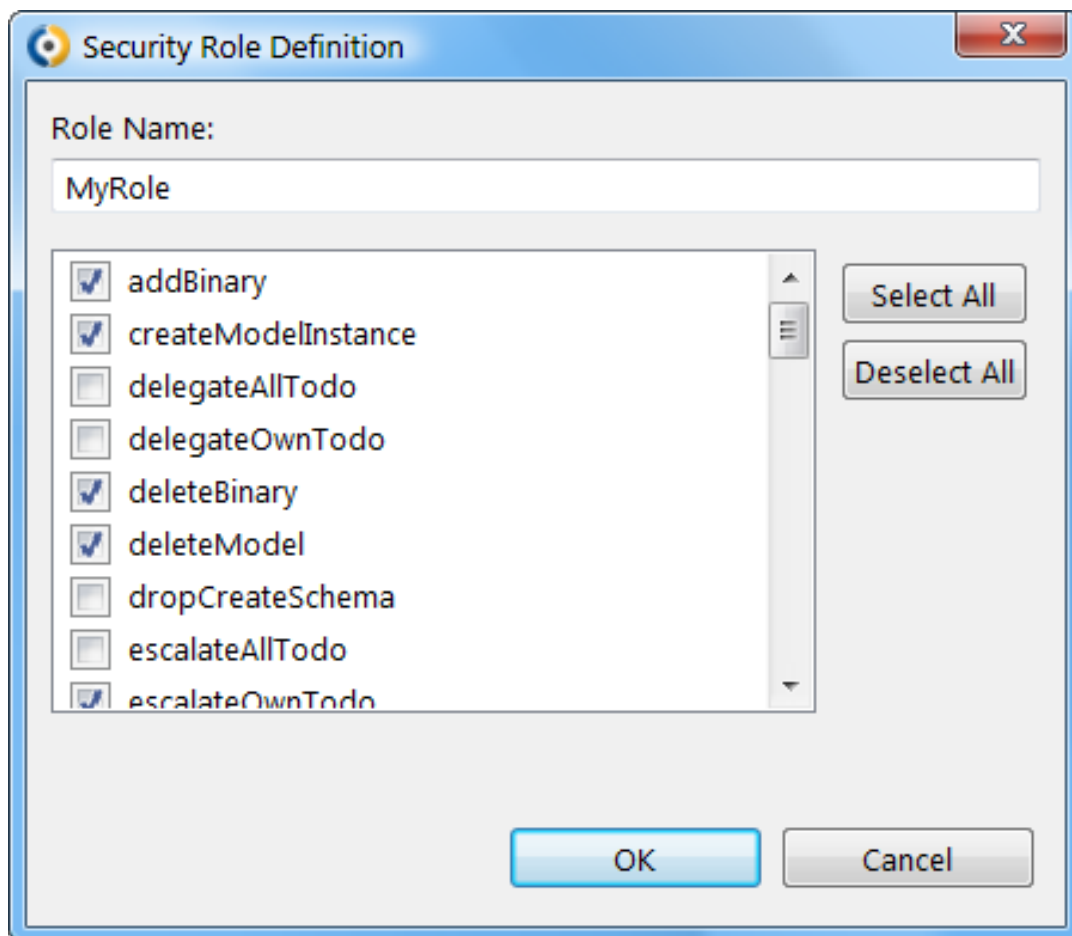 Security Role Definition
Role Name:
MyRole
addBinary
createModelInstance
delegateAllTodo
delegateOwnTodo
deleteBinary
deleteModel
dropCreateSchema
escalateAllTodo
escalateOwnTodo
Select All
Deselect All
OK
Cancel